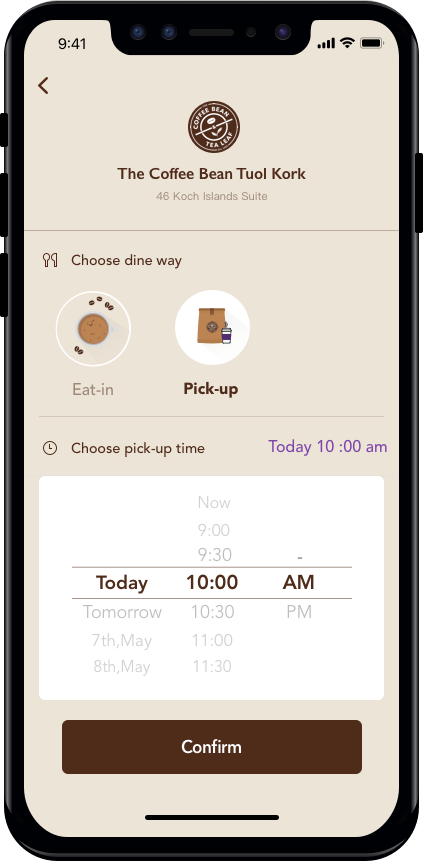 9:41
COFFEE BEAN
TEA LEAF
The Coffee Bean Tuol Kork
46 Koch Islands Suite
Choose dine way
Eat-in Pick-up
Choose pick-up time Today 10 :00 am
Now
9:00
9:30 -
Today 10:00 AM
Tomorrow 10:30 PM
7th,May 11:00
8th,May 11:30
Confirm